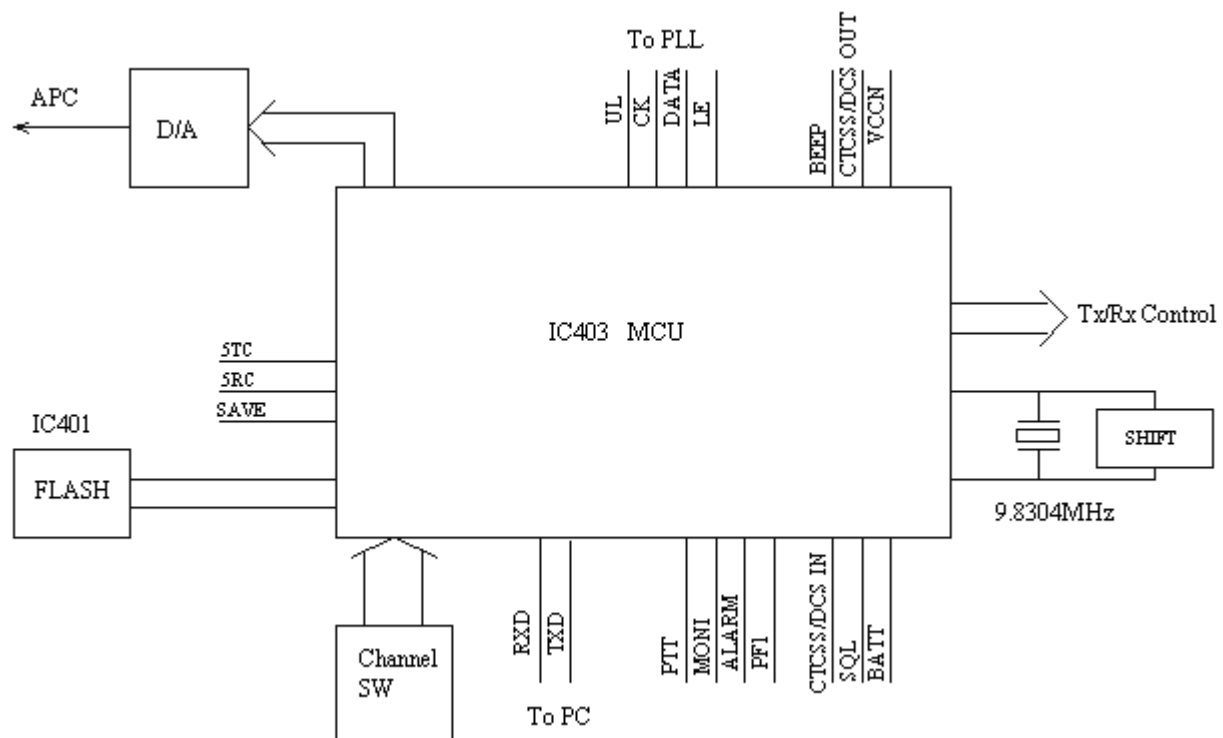 To PLL
APC
D/A
UL
CK
DATA
LE
BEEP
CTCSS/DCS OUT
VCCN
IC403 MCU
Tx/Rx Control
5TC
5RC
SAVE
IC401
FLASH
SHIFT
9.8304MHz
Channel
SW
RXD
TXD
To PC
PTT
MONI
ALARM
PF1
CTCSS/DCS IN
SQL
BATT